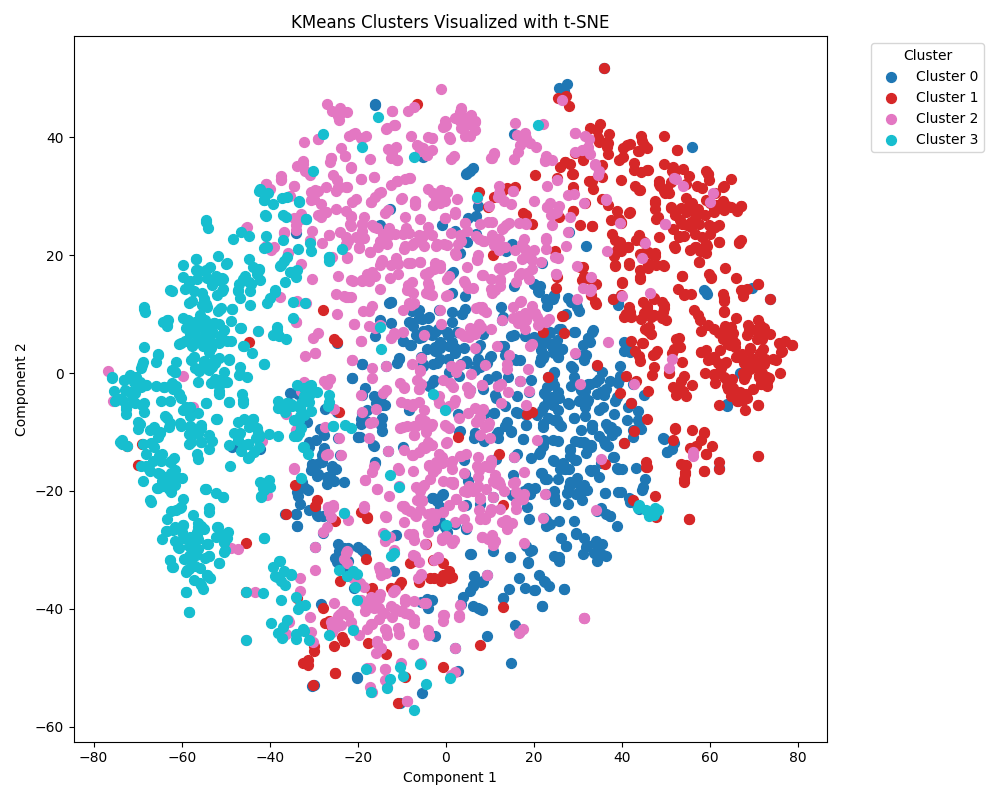 KMeans Clusters Visualized with t-SNE
Cluster
Cluster 0
Cluster 1
Cluster 2
Cluster 3
Component 2
40
20
0
−20
−40
−60
−80
−60
−40
−20
0
20
40
60
80
Component 1